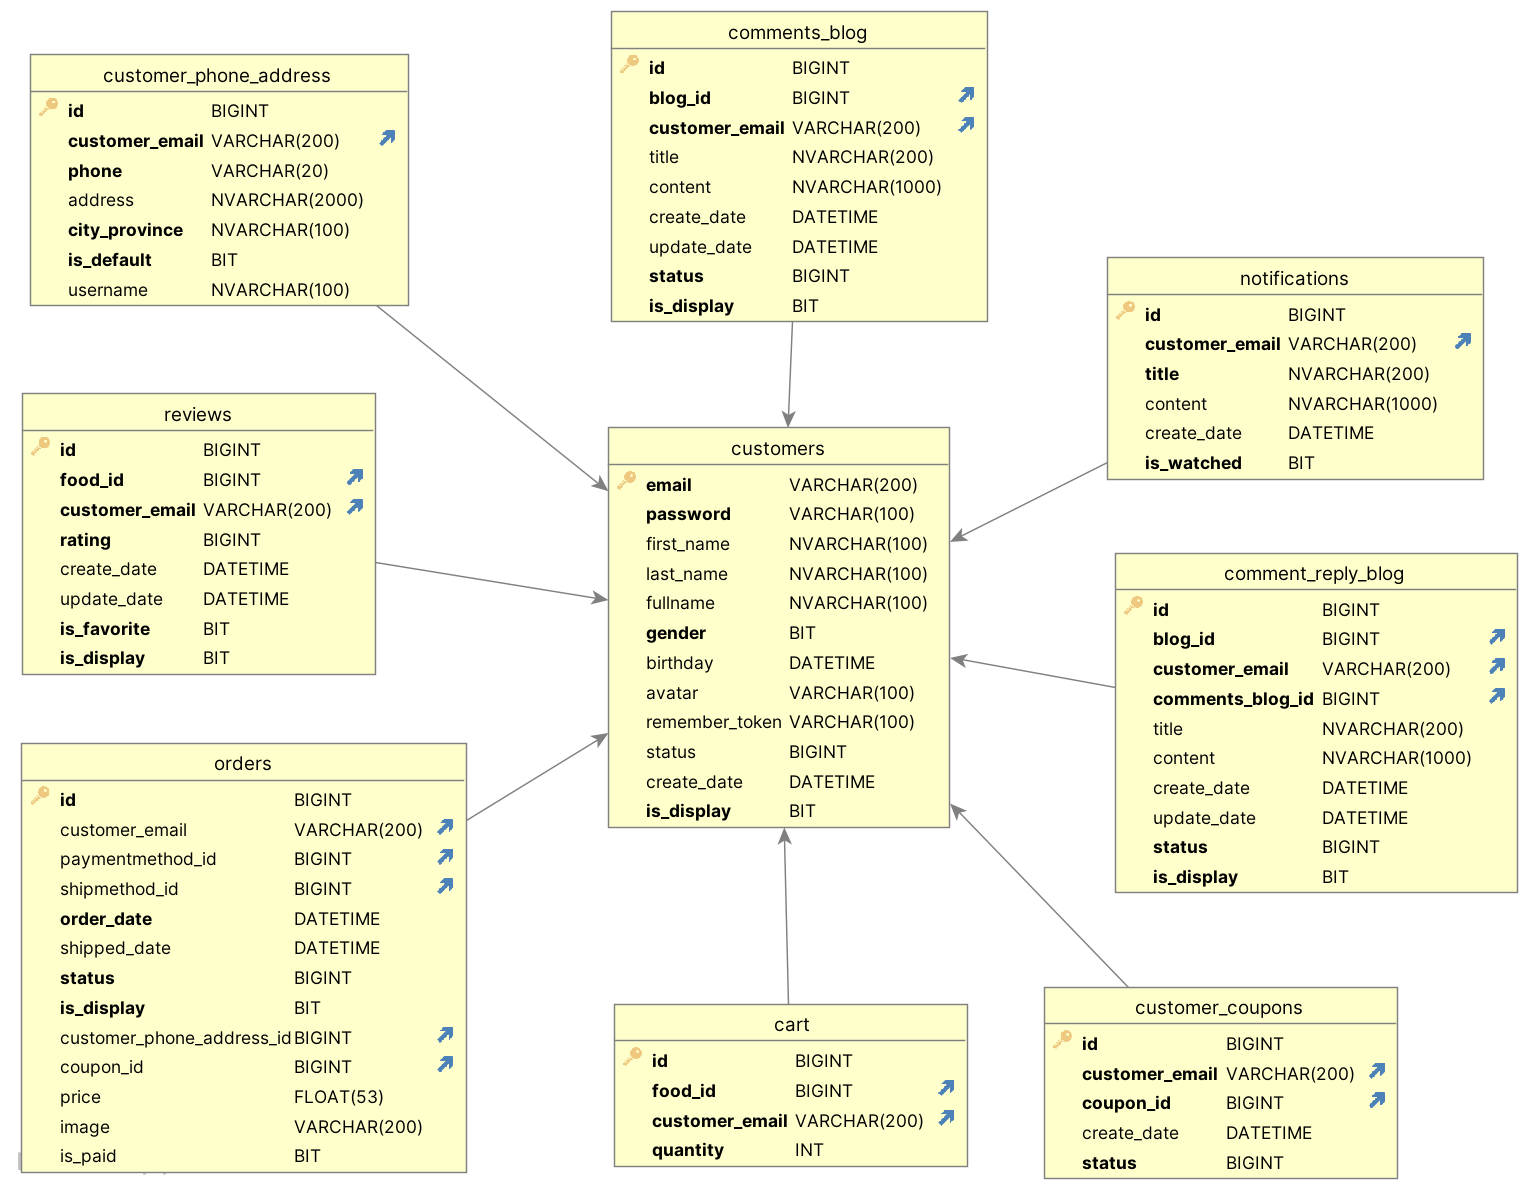 comments_blog
id BIGINT
blog_id BIGINT
customer_email VARCHAR(200)
title NVARCHAR(200)
content NVARCHAR(1000)
create_date DATETIME
update_date DATETIME
status BIGINT
is_display BIT
customer_phone_address
id BIGINT
customer_email VARCHAR(200)
phone VARCHAR(20)
address NVARCHAR(2000)
city_province NVARCHAR(100)
is_default BIT
username NVARCHAR(100)
notifications
id BIGINT
customer_email VARCHAR(200)
title NVARCHAR(200)
content NVARCHAR(1000)
create_date DATETIME
is_watched BIT
reviews
id BIGINT
food_id BIGINT
customer_email VARCHAR(200)
rating BIGINT
create_date DATETIME
update_date DATETIME
is_favorite BIT
is_display BIT
customers
email VARCHAR(200)
password VARCHAR(100)
first_name NVARCHAR(100)
last_name NVARCHAR(100)
fullname NVARCHAR(100)
gender BIT
birthday DATETIME
avatar VARCHAR(100)
remember_token VARCHAR(100)
status BIGINT
create_date DATETIME
is_display BIT
comment_reply_blog
id BIGINT
blog_id BIGINT
customer_email VARCHAR(200)
comments_blog_id BIGINT
title NVARCHAR(200)
content NVARCHAR(1000)
create_date DATETIME
update_date DATETIME
status BIGINT
is_display BIT
orders
id BIGINT
customer_email VARCHAR(200)
paymentmethod_id BIGINT
shipmethod_id BIGINT
order_date DATETIME
shipped_date DATETIME
status BIGINT
is_display BIT
customer_phone_address_id BIGINT
coupon_id BIGINT
price FLOAT(53)
image VARCHAR(200)
is_paid BIT
cart
id BIGINT
food_id BIGINT
customer_email VARCHAR(200)
quantity INT
customer_coupons
id BIGINT
customer_email VARCHAR(200)
coupon_id BIGINT
create_date DATETIME
status BIGINT